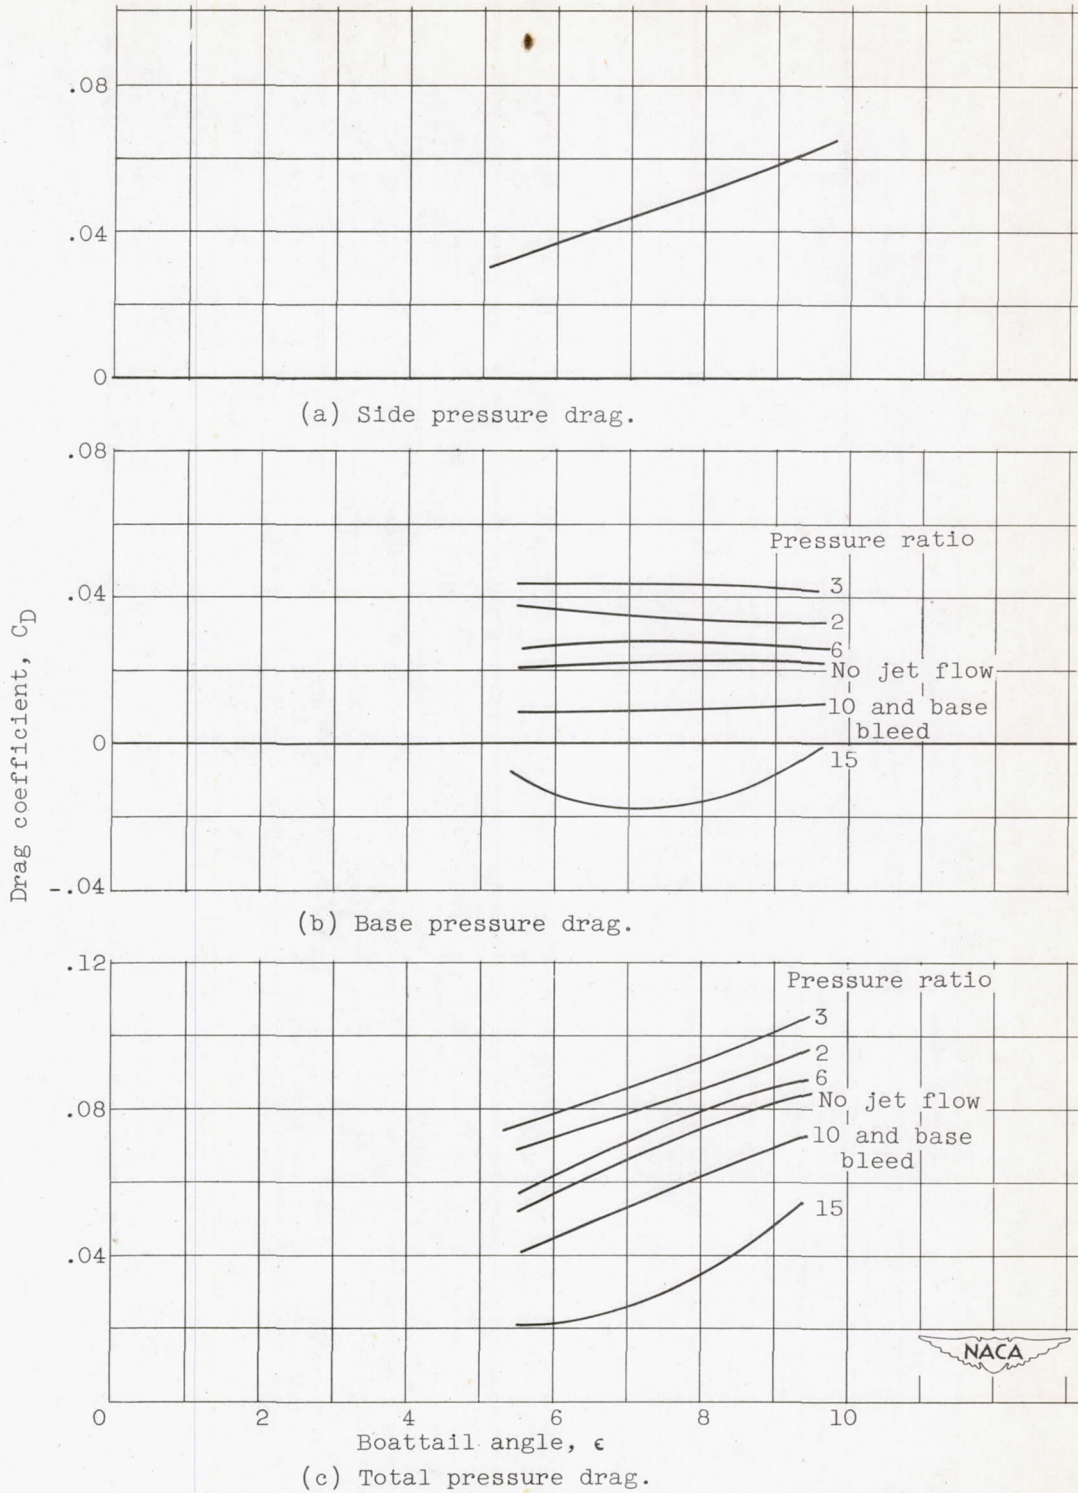 .08
.04
0
(a) Side pressure drag.
.08
Pressure ratio
.04
3
2
6
No jet flow
10 and base
bleed
0
15
-.04
Drag coefficient, CD
(b) Base pressure drag.
.12
Pressure ratio
3
2
6
.08
No jet flow
10 and base
bleed
15
.04
NACA
0 2 4 6 8 10
Boattail angle, ϵ
(c) Total pressure drag.